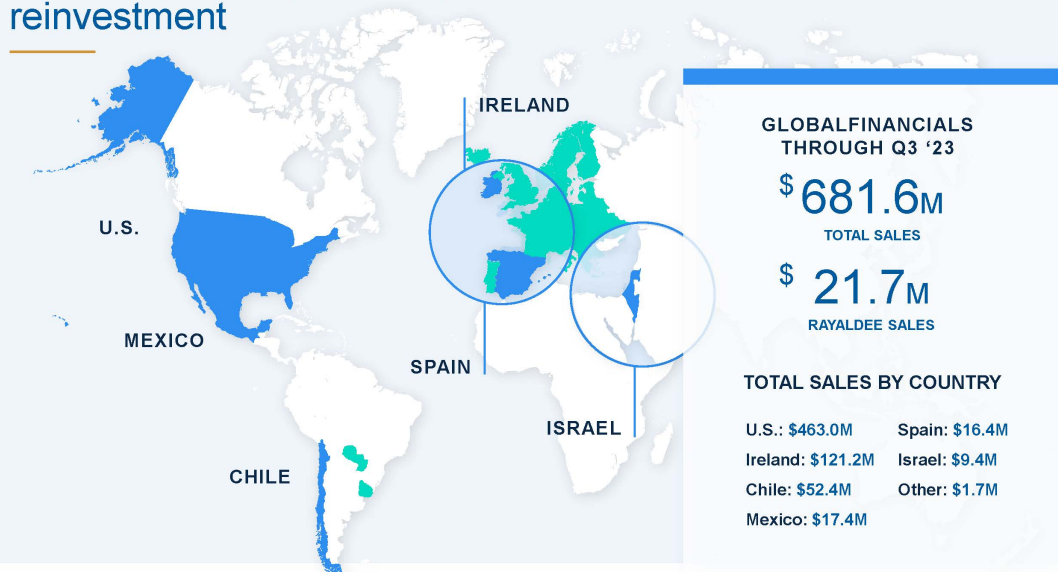 reinvestment
IRELAND
U.S.
MEXICO
SPAIN
ISRAEL
CHILE
GLOBALFINANCIALS
THROUGH Q3 ‘23
$681.6M
TOTAL SALES
$ 21.7M
RAYALDEE SALES
TOTAL SALES BY COUNTRY
U.S.: $463.0M
Spain: $16.4M
Ireland: $121.2M
Israel: $9.4M
Chile: $52.4M
Other: $1.7M
Mexico: $17.4M